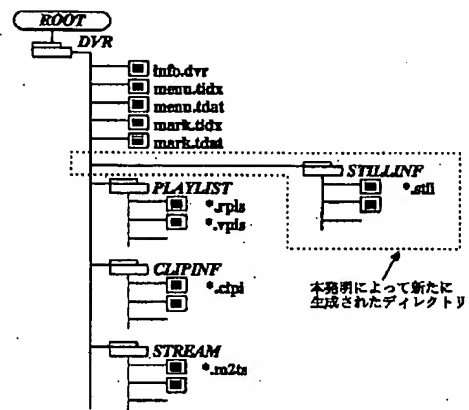 ROOT
DVR
info.dvr
menu.tidx
menu.tdat
mark.tidx
mark.tdat
STILLINF
*.stil
PLAYLIST
*.rpls
*.vpls
本発明によって新たに
生成されたディレクトリ
CLIPINF
*.clpi
STREAM
*.m2ts